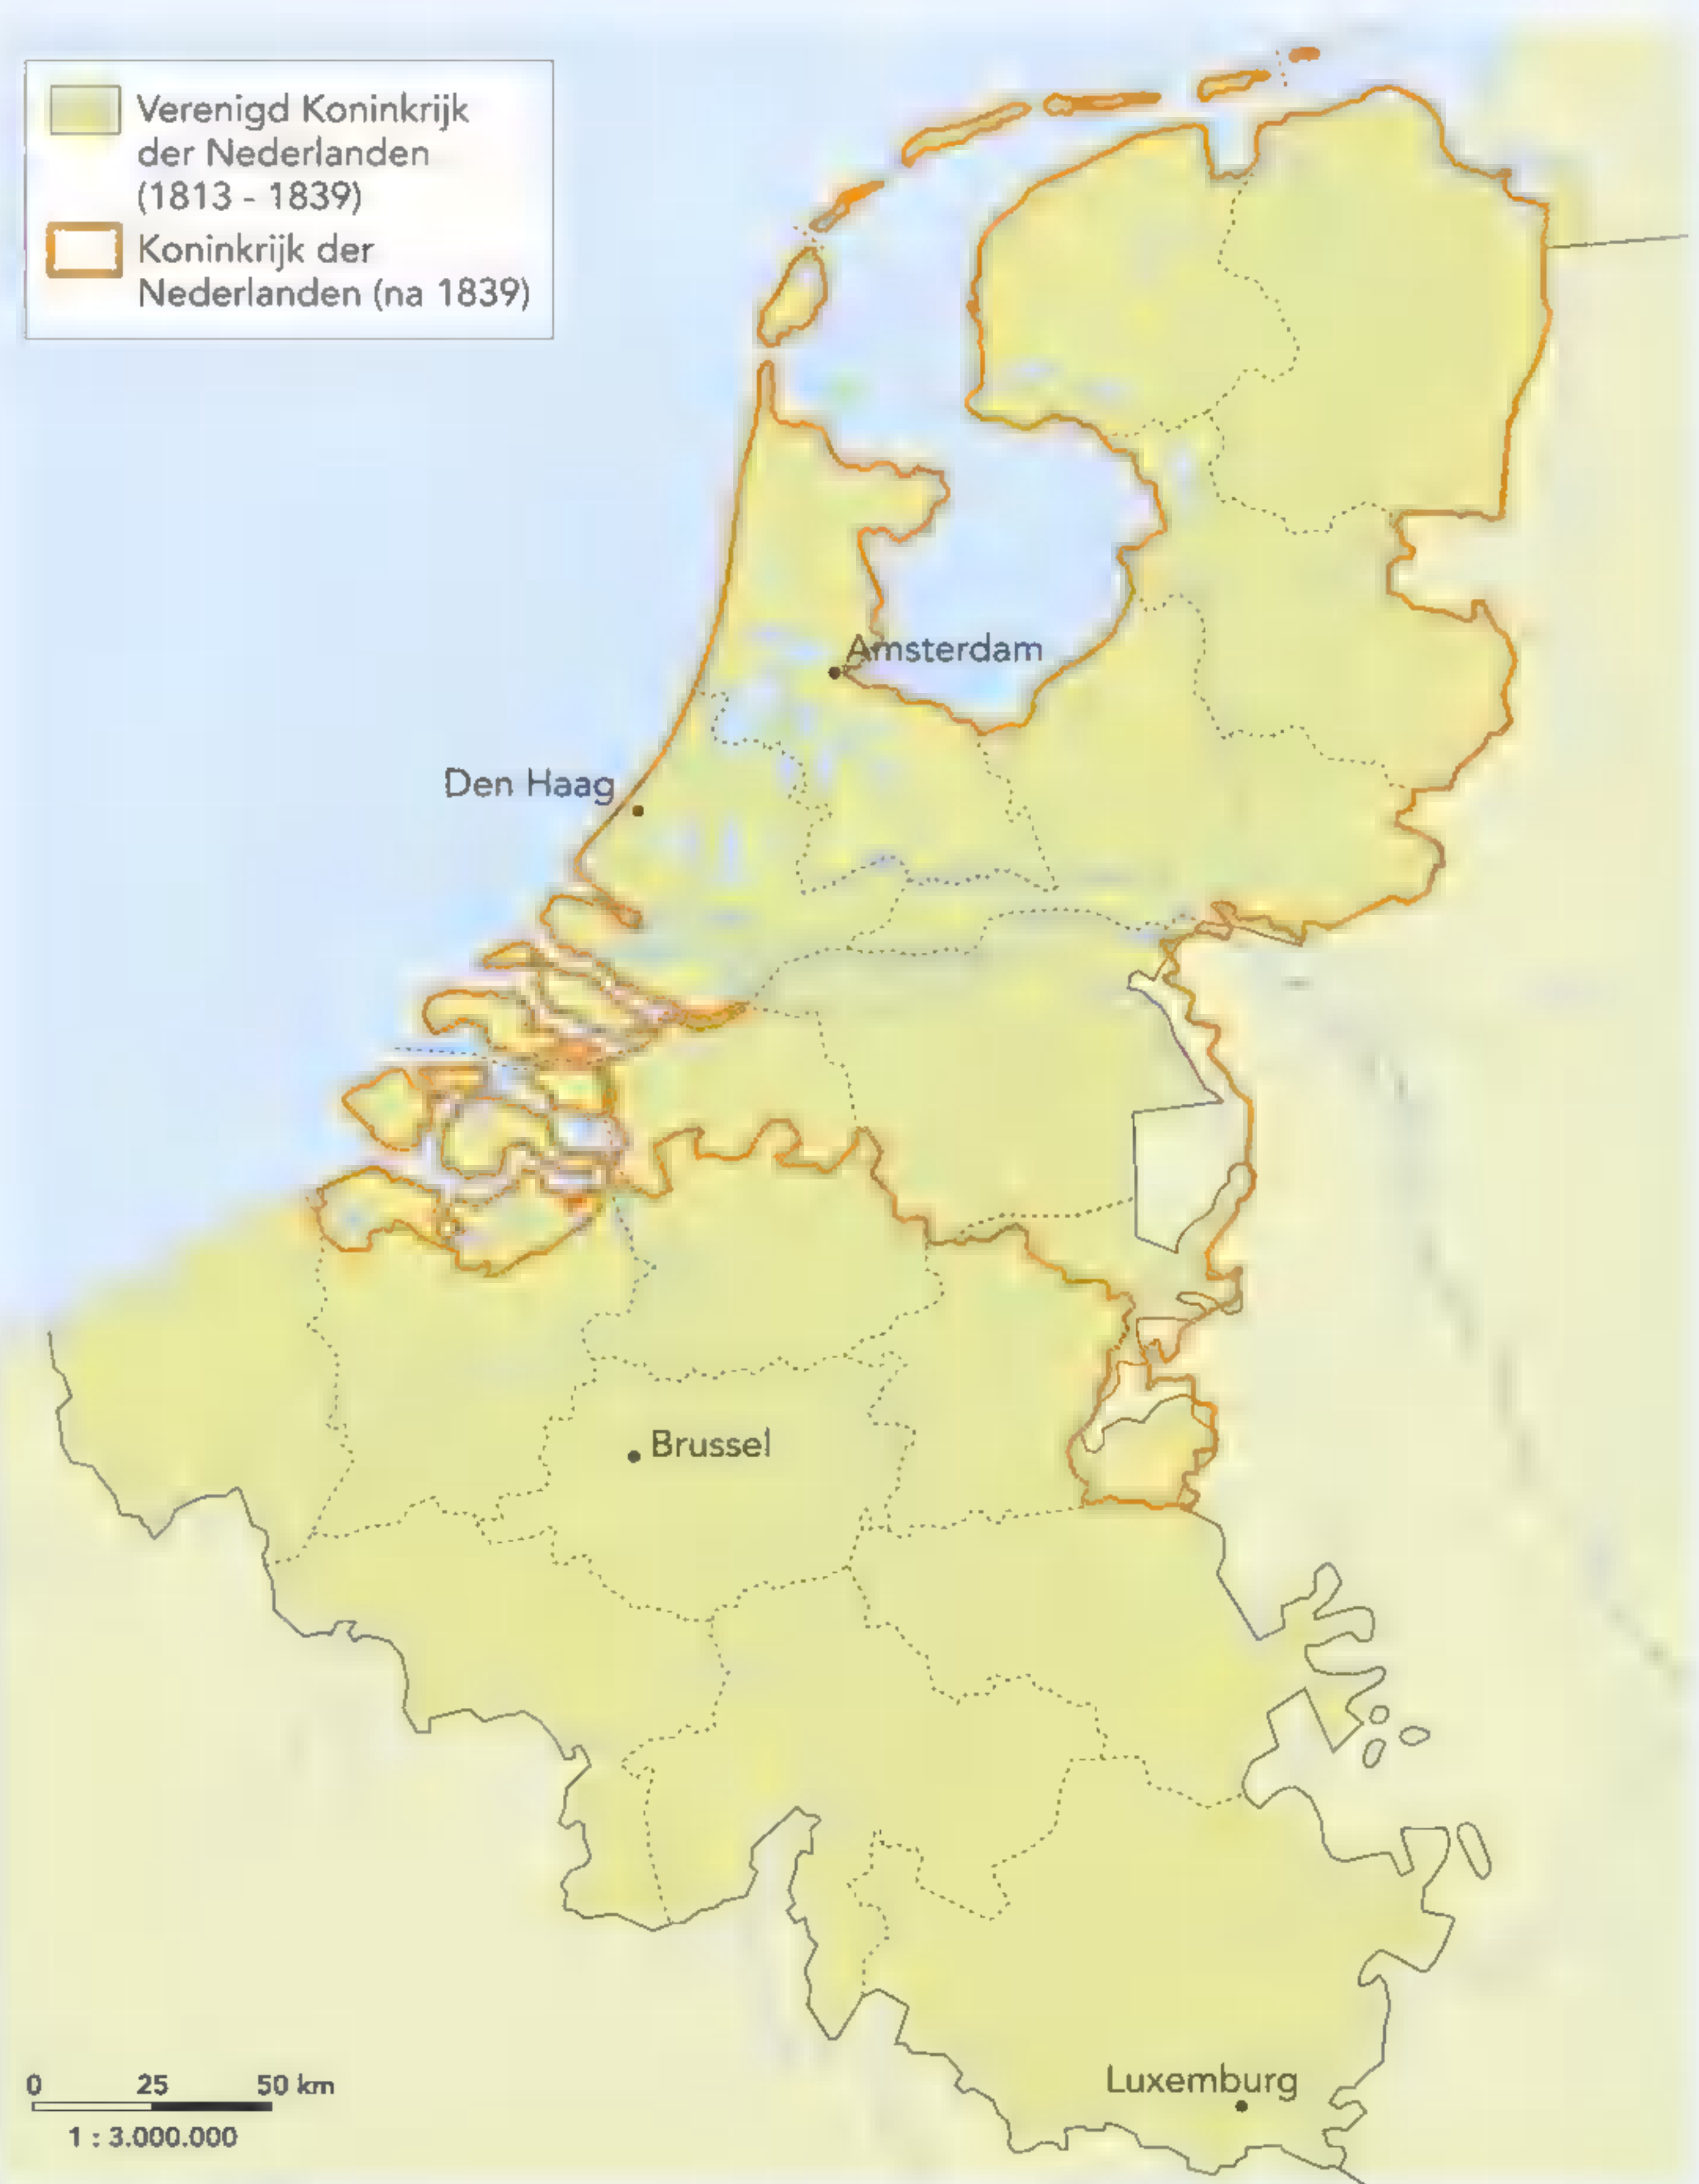 Verenigd Koninkrijk
der Nederlanden
(1813 - 1839)
Koninkrijk der
Nederlanden (na 1839)
Amsterdam
Den Haag
Brussel
Luxemburg
0 25 50 km
1 : 3.000.000